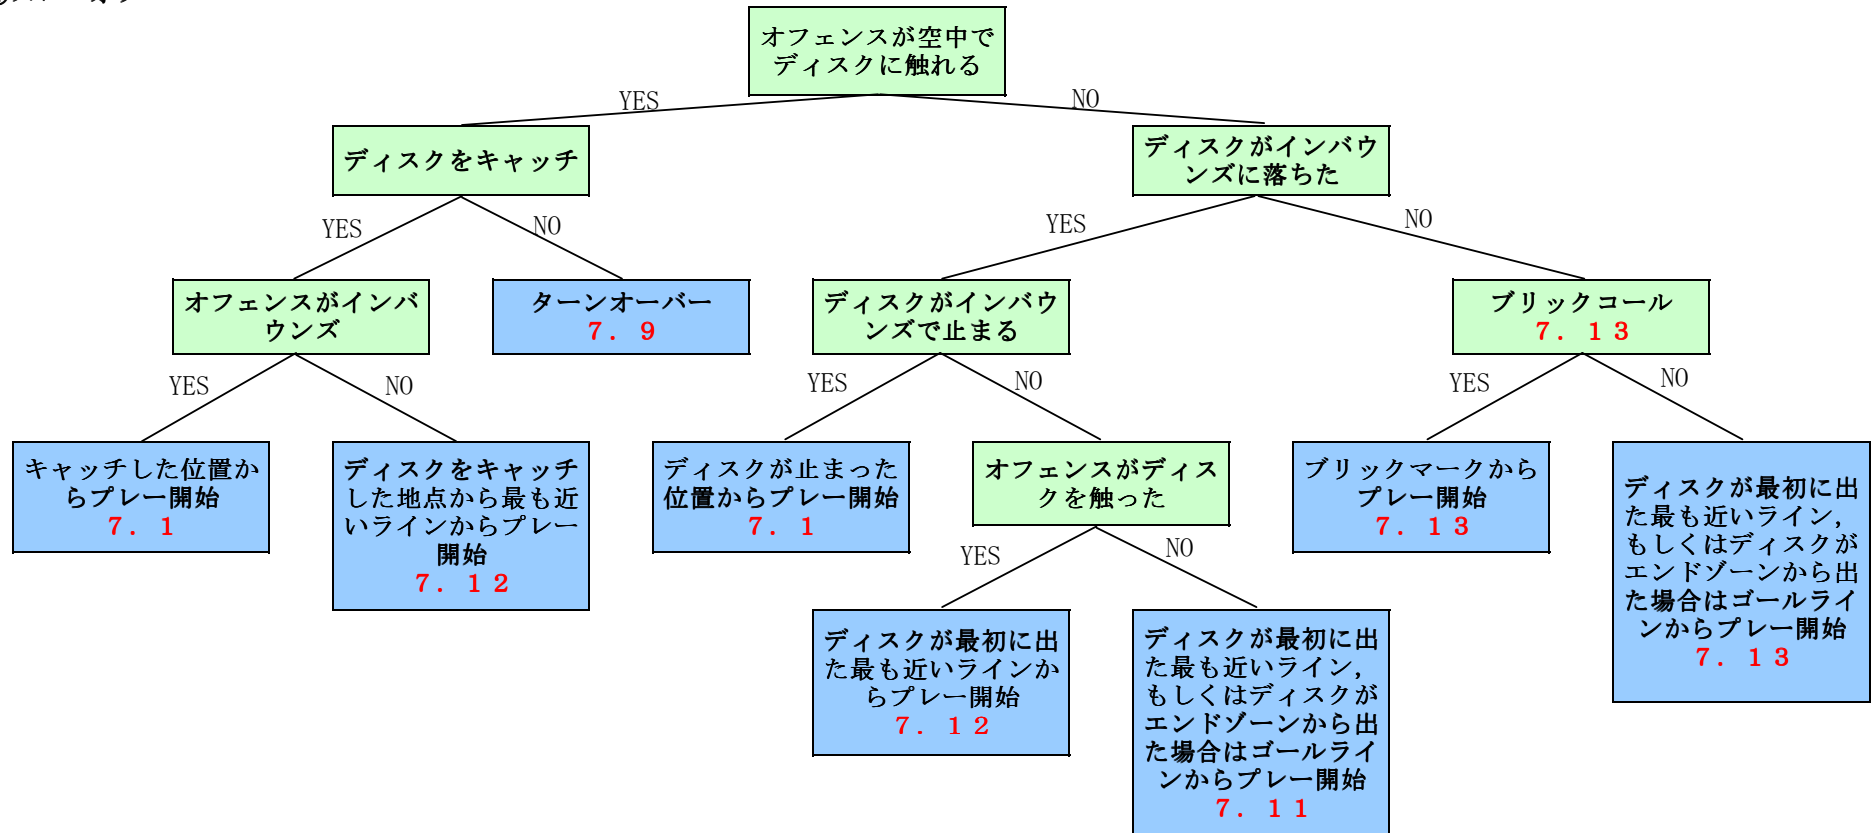 オフェンスが空中で
ディスクに触れる
YES
NO
ディスクをキャッチ
ディスクがインバウ
ンズに落ちた
YES
NO
YES
NO
オフェンスがインバ
ウンズ
ターンオーバー
７．９
ディスクがインバウ
ンズで止まる
ブリックコール
７．１３
YES
NO
YES
NO
YES
NO
キャッチした位置か
らプレー開始
７．１
ディスクをキャッチ
した地点から最も近
いラインからプレー
開始
７．１２
ディスクが止まった
位置からプレー開始
７．１
オフェンスがディス
クを触った
ブリックマークから
プレー開始
７．１３
ディスクが最初に出
た最も近いライン，
もしくはディスクが
エンドゾーンから出
た場合はゴールライ
ンからプレー開始
７．１３
YES
NO
ディスクが最初に出
た最も近いラインか
らプレー開始
７．１２
ディスクが最初に出
た最も近いライン，
もしくはディスクが
エンドゾーンから出
た場合はゴールライ
ンからプレー開始
７．１１